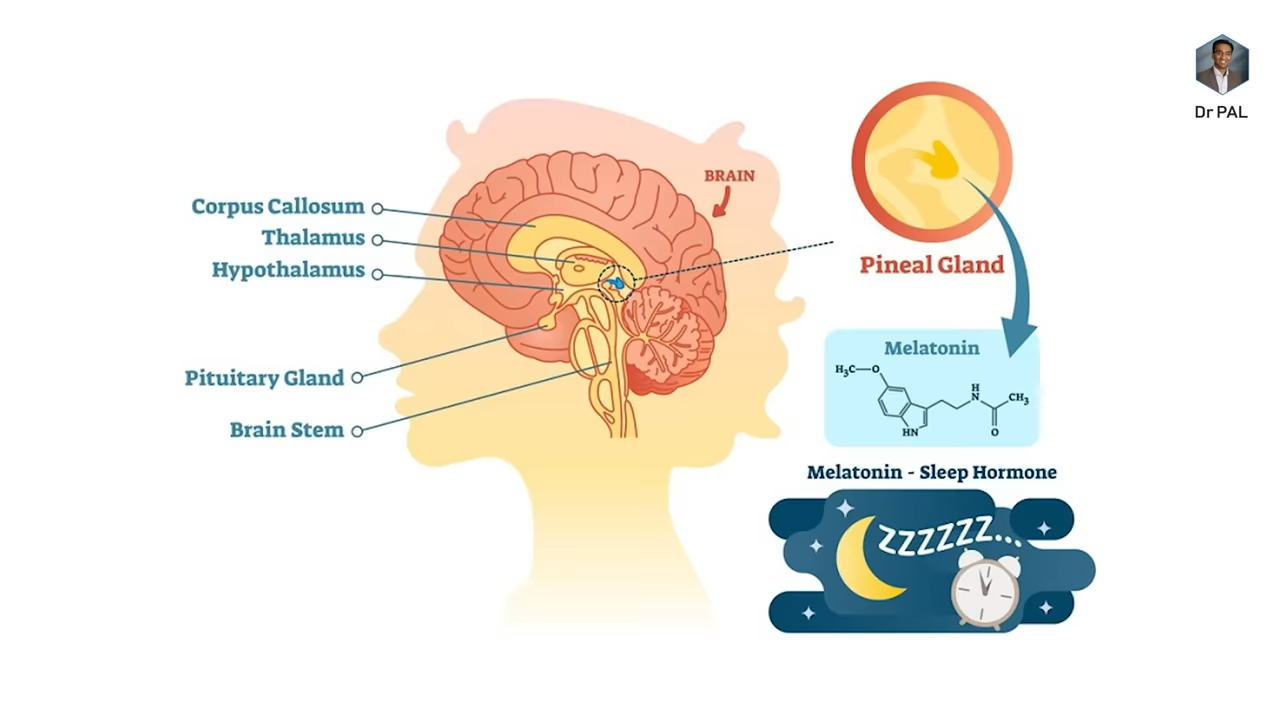 Dr PAL
BRAIN
Corpus Callosum
Thalamus
Hypothalamus
Pituitary Gland
Brain Stem
Pineal Gland
Melatonin
H₃C
O
H
N
CH₃
HN
O
Melatonin - Sleep Hormone
ZZZZZZ...